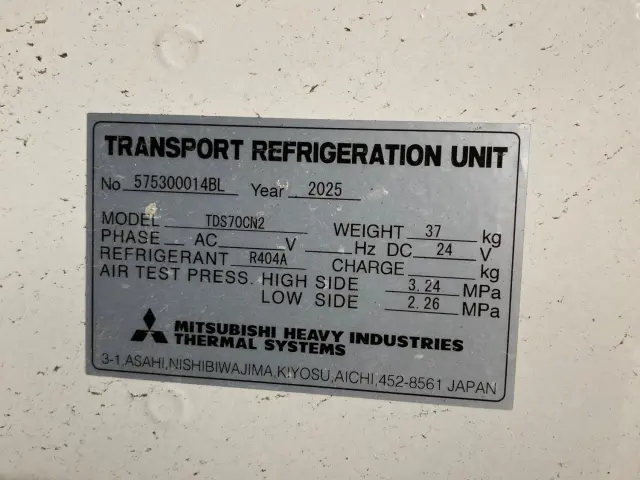 TRANSPORT REFRIGERATION UNIT
No 575300014BL Year 2025
MODEL TDS70CN2 WEIGHT 37 kg
PHASE AC V Hz DC 24 V
REFRIGERANT R404A CHARGE kg
AIR TEST PRESS. HIGH SIDE 3.24 MPa
LOW SIDE 2.26 MPa
MITSUBISHI HEAVY INDUSTRIES
THERMAL SYSTEMS
3-1,ASAHI,NISHIBIWAJIMA,KIYOSU,AICHI,452-8561 JAPAN